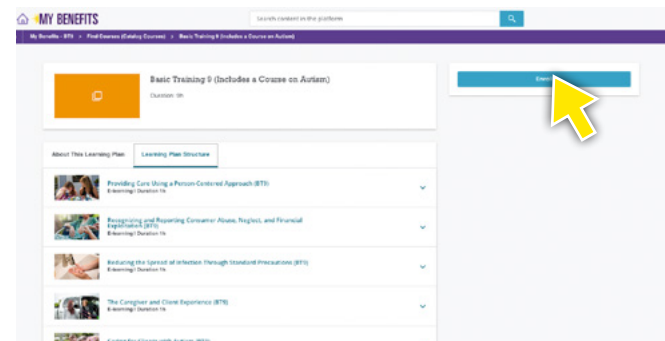 MY BENEFITS
Search content in the platform
My Benefits - BT9 > Find Courses (Catalog Courses) > Basic Training 9 (Includes a Course on Autism)
Basic Training 9 (Includes a Course on Autism)
Duration: 9h
About This Learning Plan
Learning Plan Structure
Providing Care Using a Person-Centered Approach (BT9)
E-learning | Duration 1h
Recognizing and Reporting Consumer Abuse, Neglect, and Financial
Exploitation (BT9)
E-learning | Duration 1h
Reducing the Spread of Infection Through Standard Precautions (BT9)
E-learning | Duration 1h
The Caregiver and Client Experience (BT9)
E-learning | Duration 1h